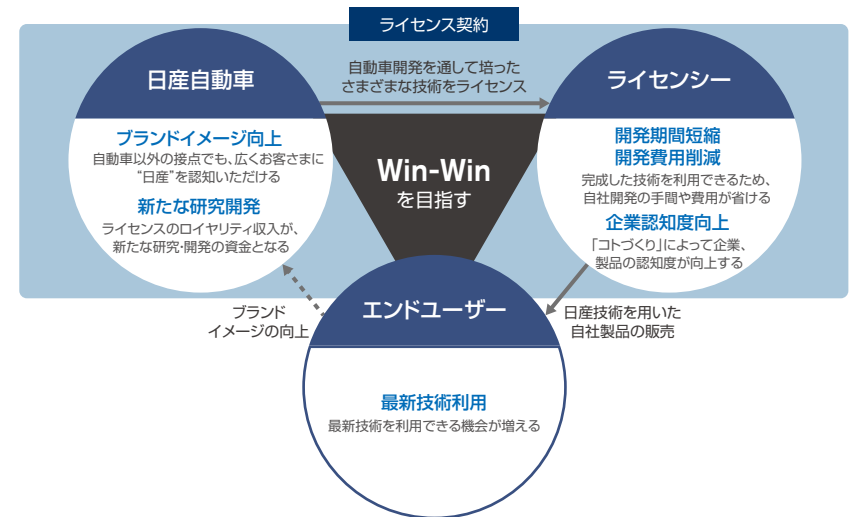 ライセンス契約
日産自動車
自動車開発を通して培った
さまざまな技術をライセンス
ライセンシー
ブランドイメージ向上
自動車以外の接点でも、広くお客さまに
“日産”を認知いただける
新たな研究開発
ライセンスのロイヤリティ収入が、
新たな研究・開発の資金となる
Win-Win
を目指す
開発期間短縮
開発費用削減
完成した技術を利用できるため、
自社開発の手間や費用が省ける
企業認知度向上
「コトづくり」によって企業、
製品の認知度が向上する
ブランド
イメージの向上
エンドユーザー
日産技術を用いた
自社製品の販売
最新技術利用
最新技術を利用できる機会が増える